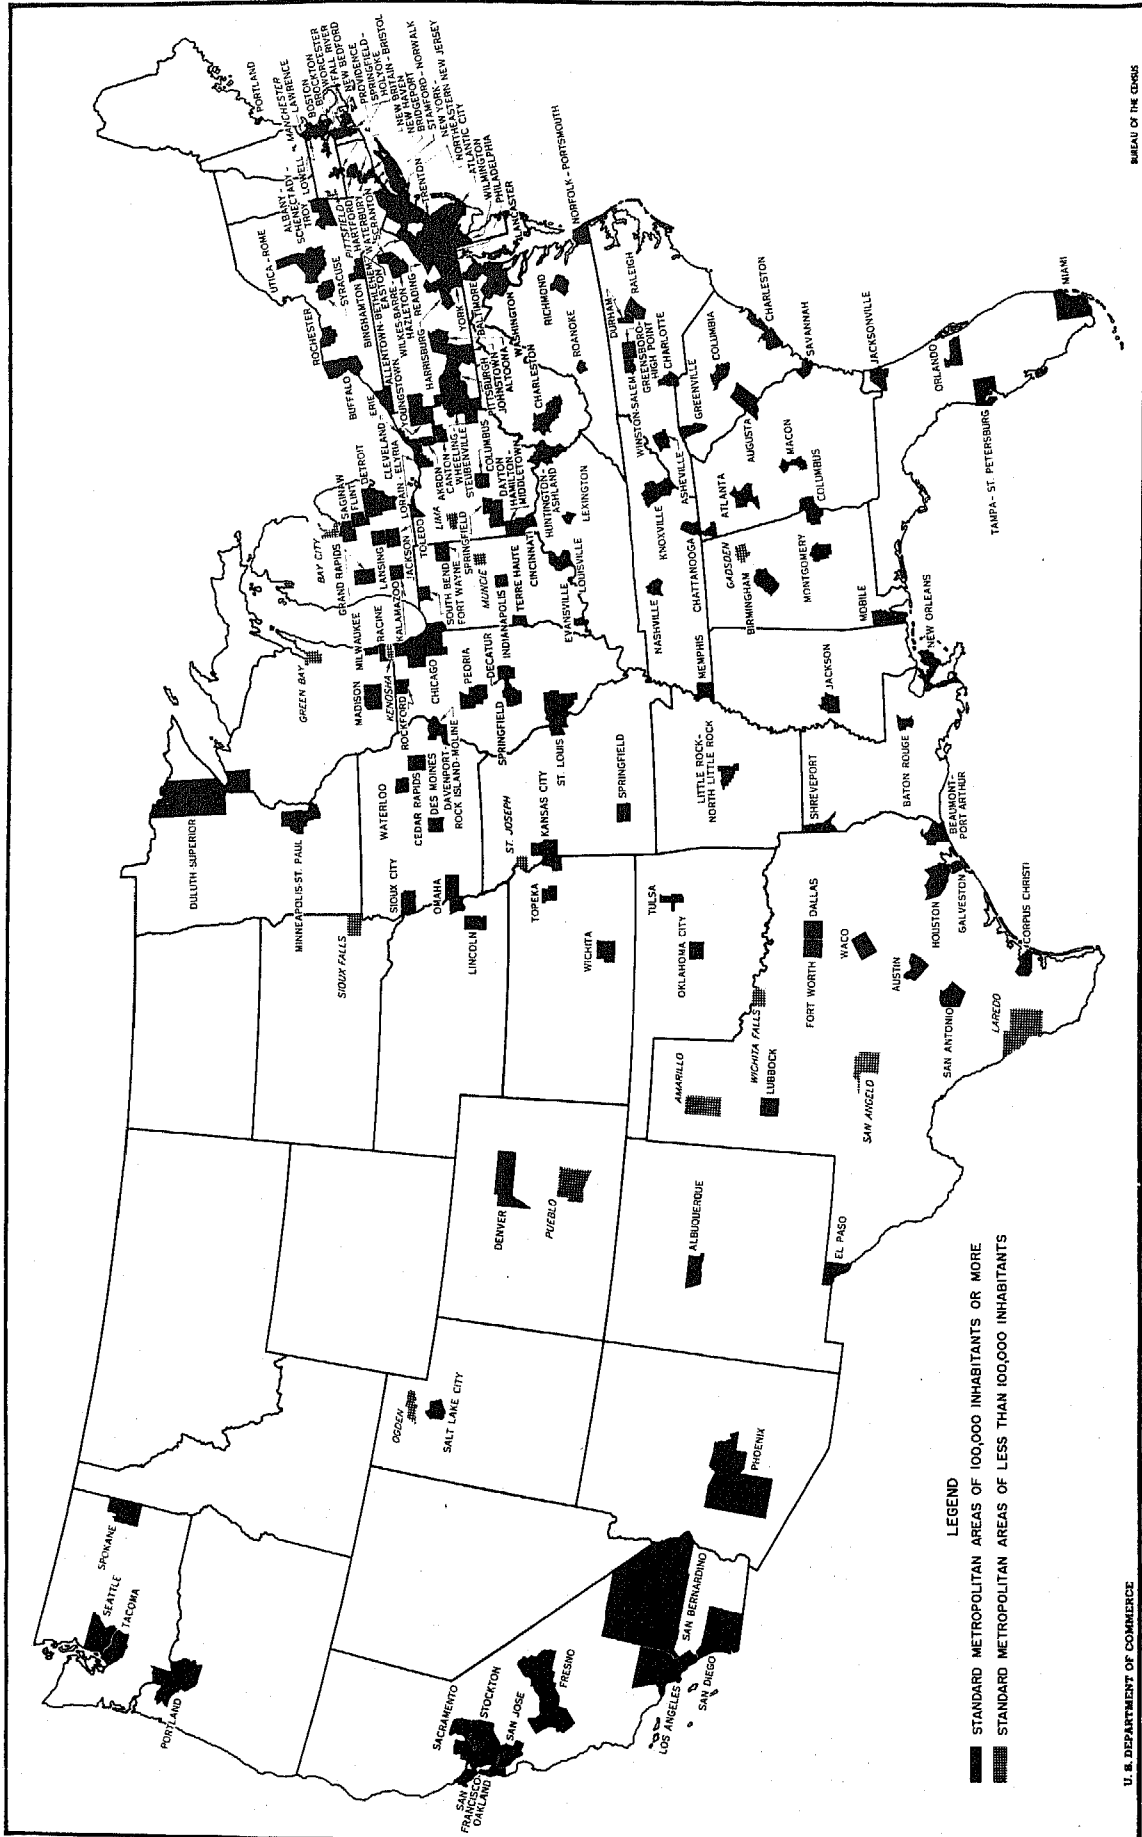 PORTLAND
SEATTLE
TACOMA
SPOKANE
SACRAMENTO
STOCKTON
SAN
FRANCISCO-
OAKLAND
SAN JOSE
FRESNO
LOS ANGELES
SAN BERNARDINO
SAN DIEGO
OGDEN
SALT LAKE CITY
PHOENIX
DENVER
PUEBLO
ALBUQUERQUE
EL PASO
AMARILLO
LUBBOCK
WICHITA FALLS
SAN ANGELO
LAREDO
SAN ANTONIO
AUSTIN
CORPUS CHRISTI
WACO
FORT WORTH
DALLAS
HOUSTON
GALVESTON
BEAUMONT-
PORT ARTHUR
OKLAHOMA CITY
TULSA
WICHITA
TOPEKA
KANSAS CITY
ST. JOSEPH
LINCOLN
OMAHA
SIOUX CITY
SIOUX FALLS
MINNEAPOLIS-ST. PAUL
DULUTH-SUPERIOR
WATERLOO
CEDAR RAPIDS
DES MOINES
DAVENPORT-
ROCK ISLAND-MOLINE
ST. LOUIS
SPRINGFIELD
LITTLE ROCK-
NORTH LITTLE ROCK
SHREVEPORT
BATON ROUGE
NEW ORLEANS
JACKSON
MOBILE
MEMPHIS
NASHVILLE
KNOXVILLE
CHATTANOOGA
GADSDEN
BIRMINGHAM
MONTGOMERY
GREEN BAY
MADISON
MILWAUKEE
RACINE
KENOSHA
ROCKFORD
CHICAGO
PEORIA
DECATUR
SPRINGFIELD
INDIANAPOLIS
TERRE HAUTE
EVANSVILLE
LOUISVILLE
MUNCIE
SOUTH BEND
FORT WAYNE
KALAMAZOO
JACKSON
LANSING
GRAND RAPIDS
BAY CITY
SAGINAW
FLINT
DETROIT
TOLEDO
LIMA
SPRINGFIELD
CLEVELAND
LORAIN-ELYRIA
AKRON
CANTON
WHEELING-
STEUBENVILLE
COLUMBUS
DAYTON
HAMILTON-
MIDDLETOWN
CINCINNATI
HUNTINGTON-
ASHLAND
LEXINGTON
CHARLESTON
PITTSBURGH
JOHNSTOWN
ALTOONA
WASHINGTON
BALTIMORE
YORK
HARRISBURG
READING
HAZLETON
WILKES-BARRE-
ALLENTOWN-BETHLEHEM-
EASTON
YOUNGSTOWN
ERIE
BUFFALO
ROCHESTER
SYRACUSE
BINGHAMTON
SCRANTON
UTICA-ROME
ALBANY-
SCHENECTADY-
TROY
PITTSFIELD
HARTFORD
WATERBURY
LOWELL
LAWRENCE
MANCHESTER
PORTLAND
BOSTON
BROCKTON
WORCESTER
FALL RIVER
NEW BEDFORD
PROVIDENCE
SPRINGFIELD-
HOLYOKE
NEW BRITAIN-BRISTOL
NEW HAVEN
BRIDGEPORT
STAMFORD-NORWALK
NEW YORK-
NORTHEASTERN NEW JERSEY
TRENTON
ATLANTIC CITY
WILMINGTON
PHILADELPHIA
LANCASTER
NORFOLK-PORTSMOUTH
RICHMOND
ROANOKE
DURHAM
RALEIGH
WINSTON-SALEM
GREENSBORO-
HIGH POINT
CHARLOTTE
ASHEVILLE
GREENVILLE
COLUMBIA
CHARLESTON
AUGUSTA
SAVANNAH
ATLANTA
MACON
COLUMBUS
JACKSONVILLE
ORLANDO
TAMPA-ST. PETERSBURG
MIAMI
LEGEND
STANDARD METROPOLITAN AREAS OF 100,000 INHABITANTS OR MORE
STANDARD METROPOLITAN AREAS OF LESS THAN 100,000 INHABITANTS
U. S. DEPARTMENT OF COMMERCE
BUREAU OF THE CENSUS